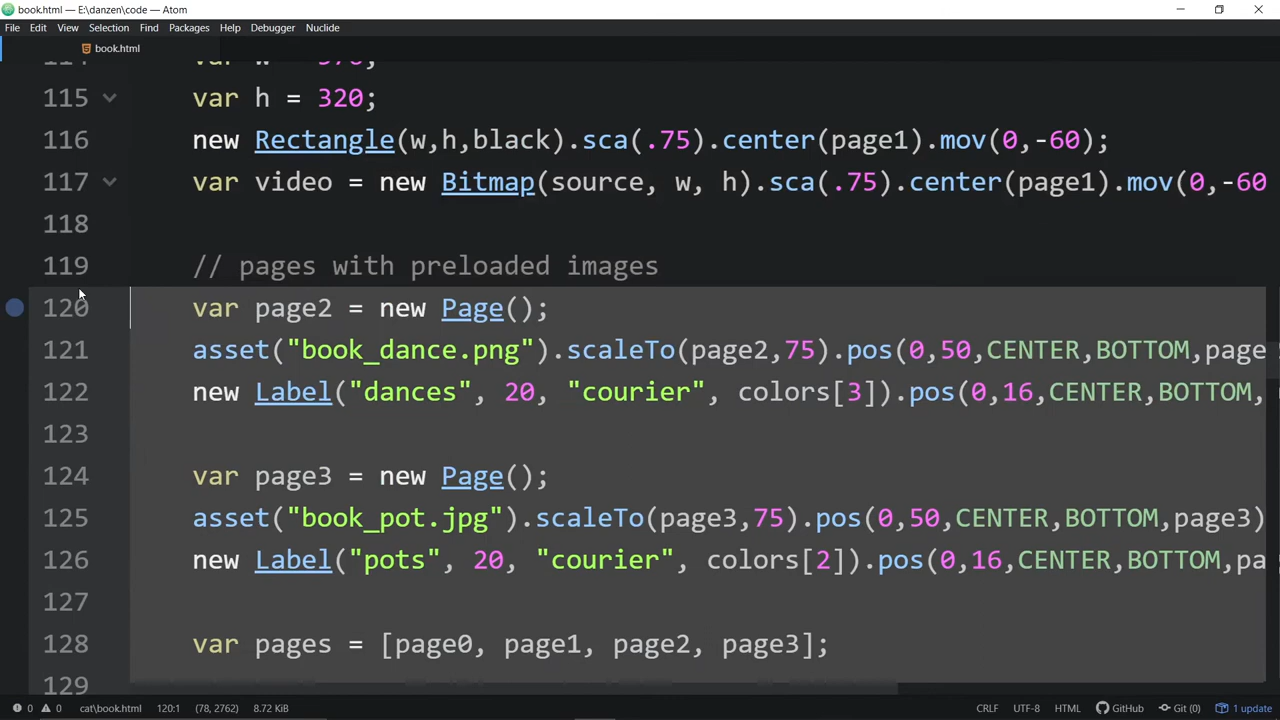 book.html — E:\danzen\code — Atom
File Edit View Selection Find Packages Help Debugger Nuclide
book.html
115 var h = 320;
116 new Rectangle(w,h,black).sca(.75).center(page1).mov(0,-60);
117 var video = new Bitmap(source, w, h).sca(.75).center(page1).mov(0,-60
118
119 // pages with preloaded images
120 var page2 = new Page();
121 asset("book_dance.png").scaleTo(page2,75).pos(0,50,CENTER,BOTTOM,page
122 new Label("dances", 20, "courier", colors[3]).pos(0,16,CENTER,BOTTOM,
123
124 var page3 = new Page();
125 asset("book_pot.jpg").scaleTo(page3,75).pos(0,50,CENTER,BOTTOM,page3)
126 new Label("pots", 20, "courier", colors[2]).pos(0,16,CENTER,BOTTOM,pa
127
128 var pages = [page0, page1, page2, page3];
129
0 0 cat\book.html 120:1 (78, 2762) 8.72 KiB CRLF UTF-8 HTML GitHub Git (0) 1 update